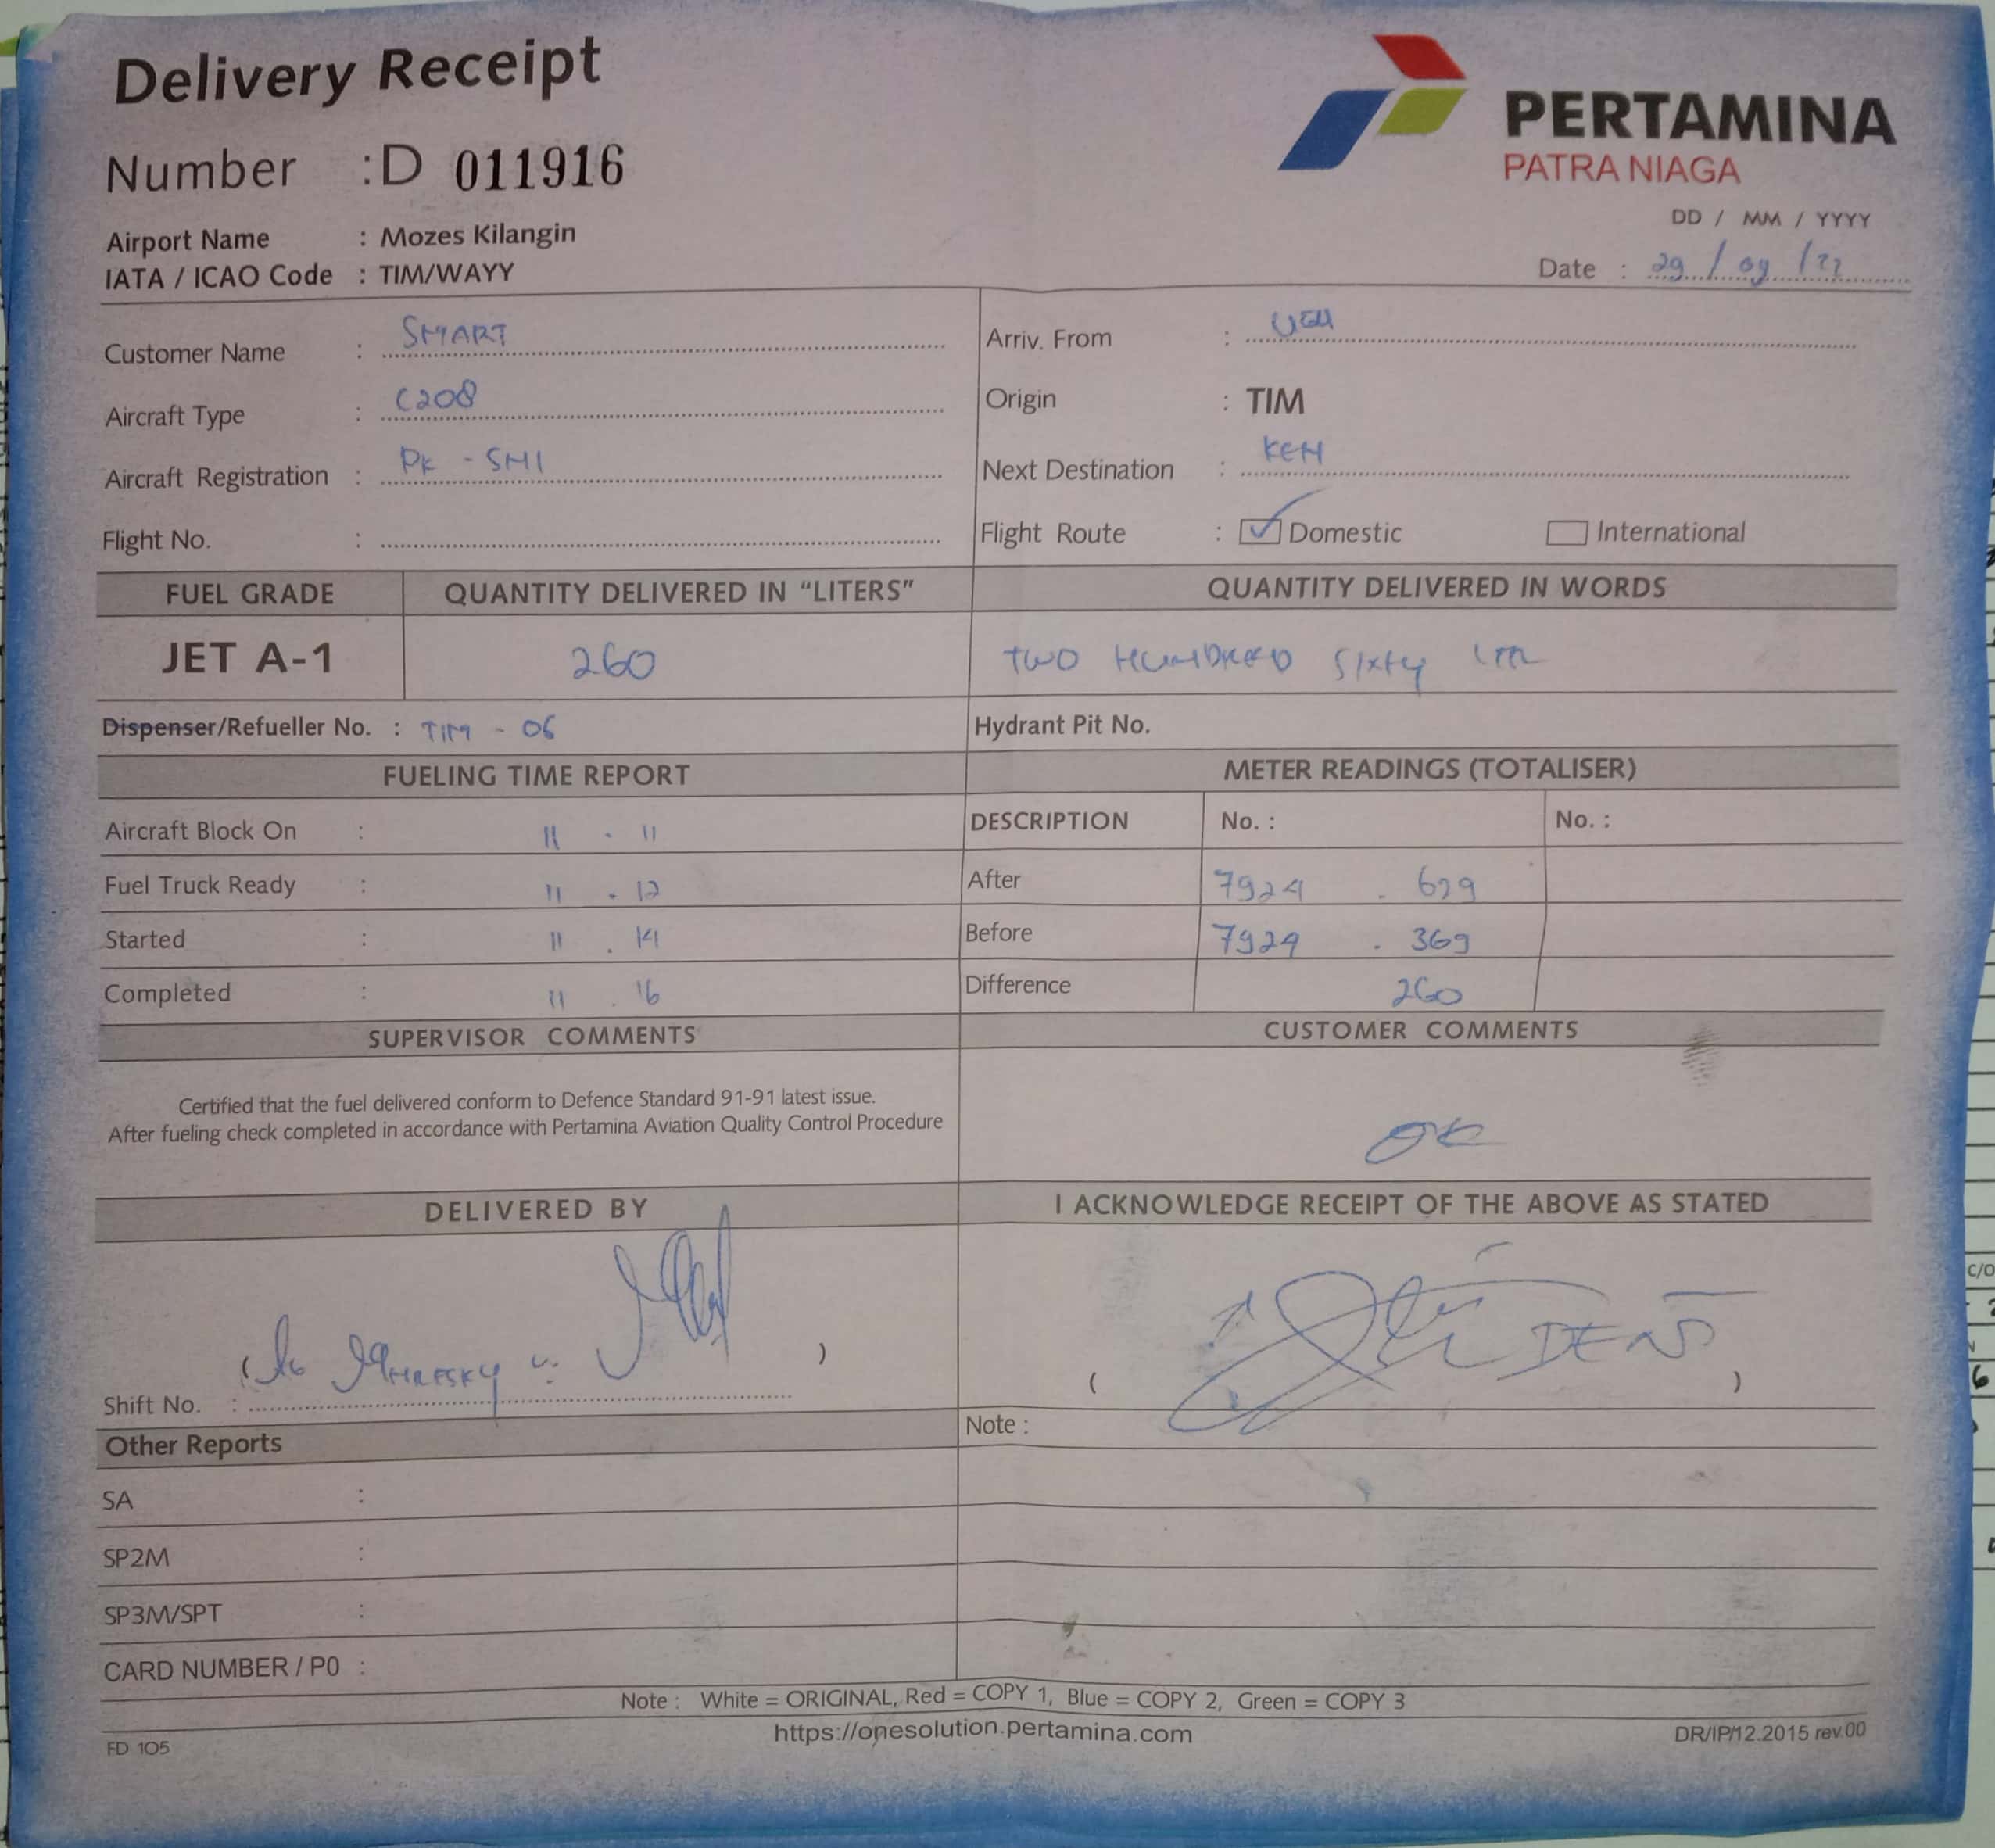 Delivery Receipt
Number : D 011916
PERTAMINA
PATRA NIAGA
Airport Name : Mozes Kilangin
IATA / ICAO Code : TIM/WAYY
DD / MM / YYYY
Date : 29 / 09 /
Customer Name : SMART
Arriv. From :
Aircraft Type : C208
Origin : TIM
Aircraft Registration : PK - SMI
Next Destination :
Flight No. :
Flight Route : Domestic International
FUEL GRADE QUANTITY DELIVERED IN "LITERS" QUANTITY DELIVERED IN WORDS
JET A-1 260 TWO HUNDRED SIXTY LTR
Dispenser/Refueller No. : TIM - 06 Hydrant Pit No.
FUELING TIME REPORT METER READINGS (TOTALISER)
Aircraft Block On : 11 . 11 DESCRIPTION No. : No. :
Fuel Truck Ready : 11 . 12 After 7924 . 629
Started : 11 . 14 Before 7924 . 369
Completed : 11 . 16 Difference 260
SUPERVISOR COMMENTS CUSTOMER COMMENTS
Certified that the fuel delivered conform to Defence Standard 91-91 latest issue.
After fueling check completed in accordance with Pertamina Aviation Quality Control Procedure
OK
DELIVERED BY I ACKNOWLEDGE RECEIPT OF THE ABOVE AS STATED
( ) ( )
Shift No. :
Note :
Other Reports
SA :
SP2M :
SP3M/SPT :
CARD NUMBER / P0 :
Note : White = ORIGINAL, Red = COPY 1, Blue = COPY 2, Green = COPY 3
https://onesolution.pertamina.com
FD 105 DR/IP/12.2015 rev.00
C/O
6